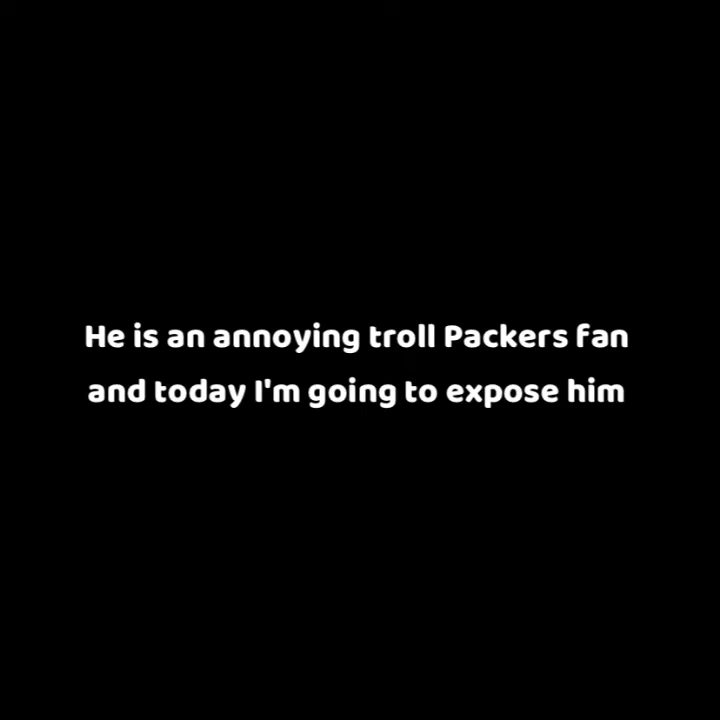 He is an annoying troll Packers fan
and today I'm going to expose him